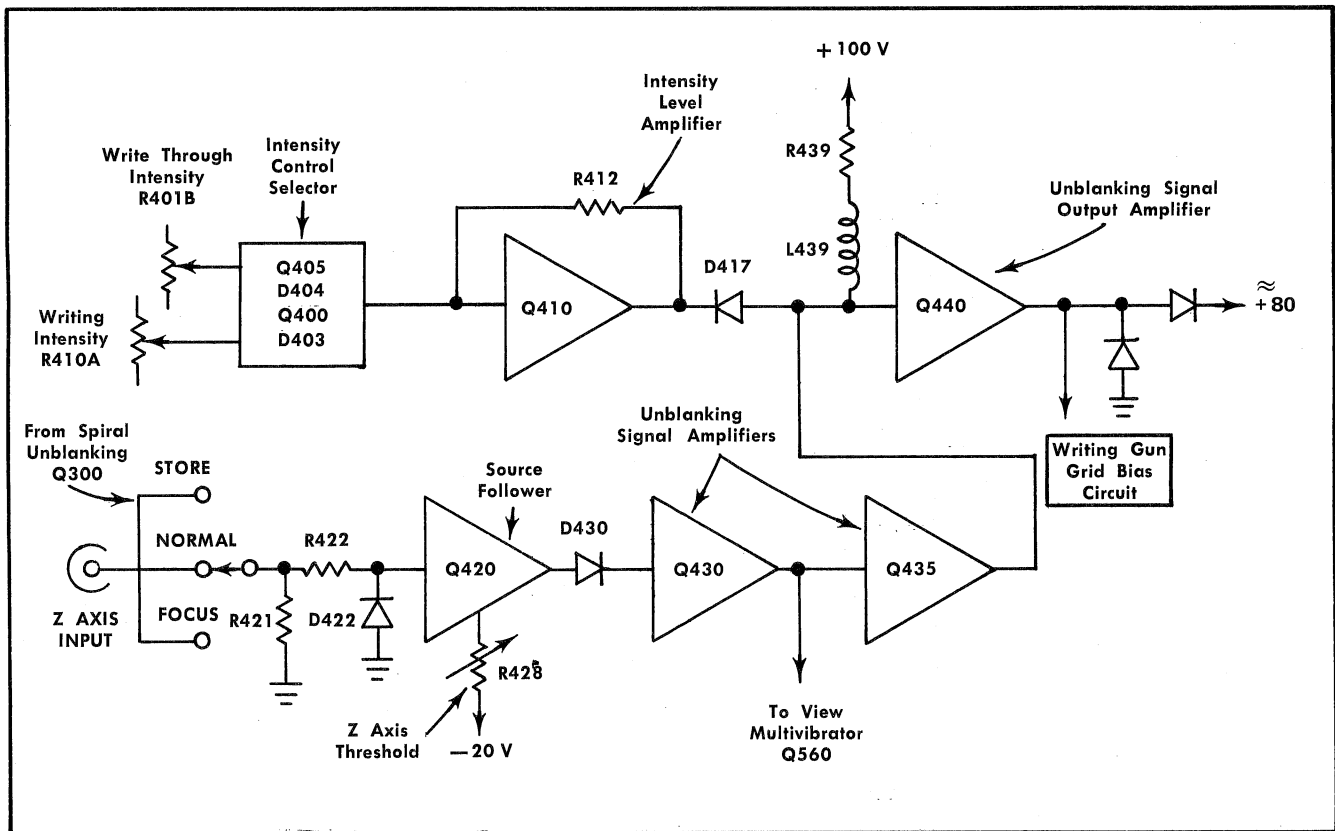 + 100 V
Intensity
Level
Amplifier
Write Through
Intensity
R401B
Intensity
Control
Selector
R412
R439
Unblanking Signal
Output Amplifier
Q405
D404
Q400
D403
D417
L439
Q410
Q440
≈
+80
Writing
Intensity
R410A
Unblanking
Signal Amplifiers
From Spiral
Unblanking
Q300
STORE
Source
Follower
Writing Gun
Grid Bias
Circuit
NORMAL
R422
D430
Q420
Q430
Q435
Z AXIS
INPUT
FOCUS
R421
D422
R428
Z Axis
Threshold
— 20 V
To View
Multivibrator
Q560